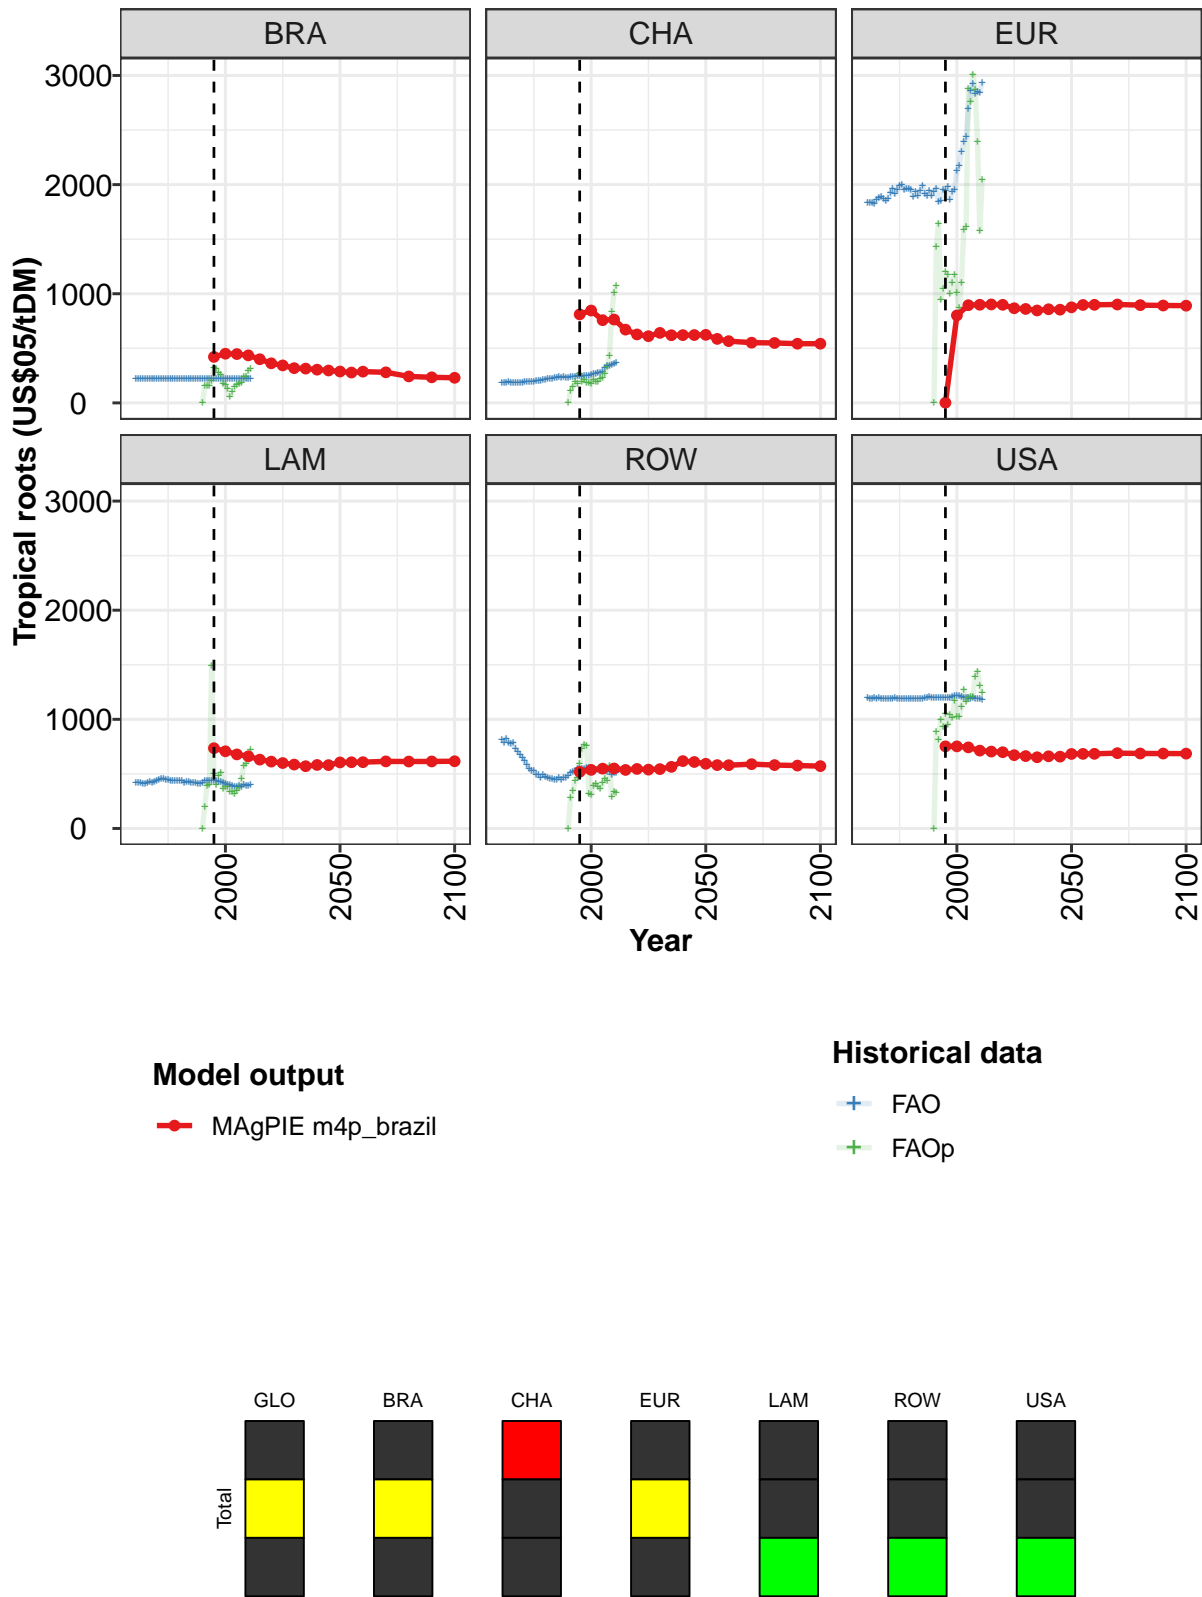 BRA CHA EUR
3000
2000
1000
0
LAM ROW USA
3000
2000
1000
0
Tropical roots (US$05/tDM)
2000 2050 2100 2000 2050 2100 2000 2050 2100
Year
Model output
MAgPIE m4p_brazil
Historical data
FAO
FAOp
GLO BRA CHA EUR LAM ROW USA
Total